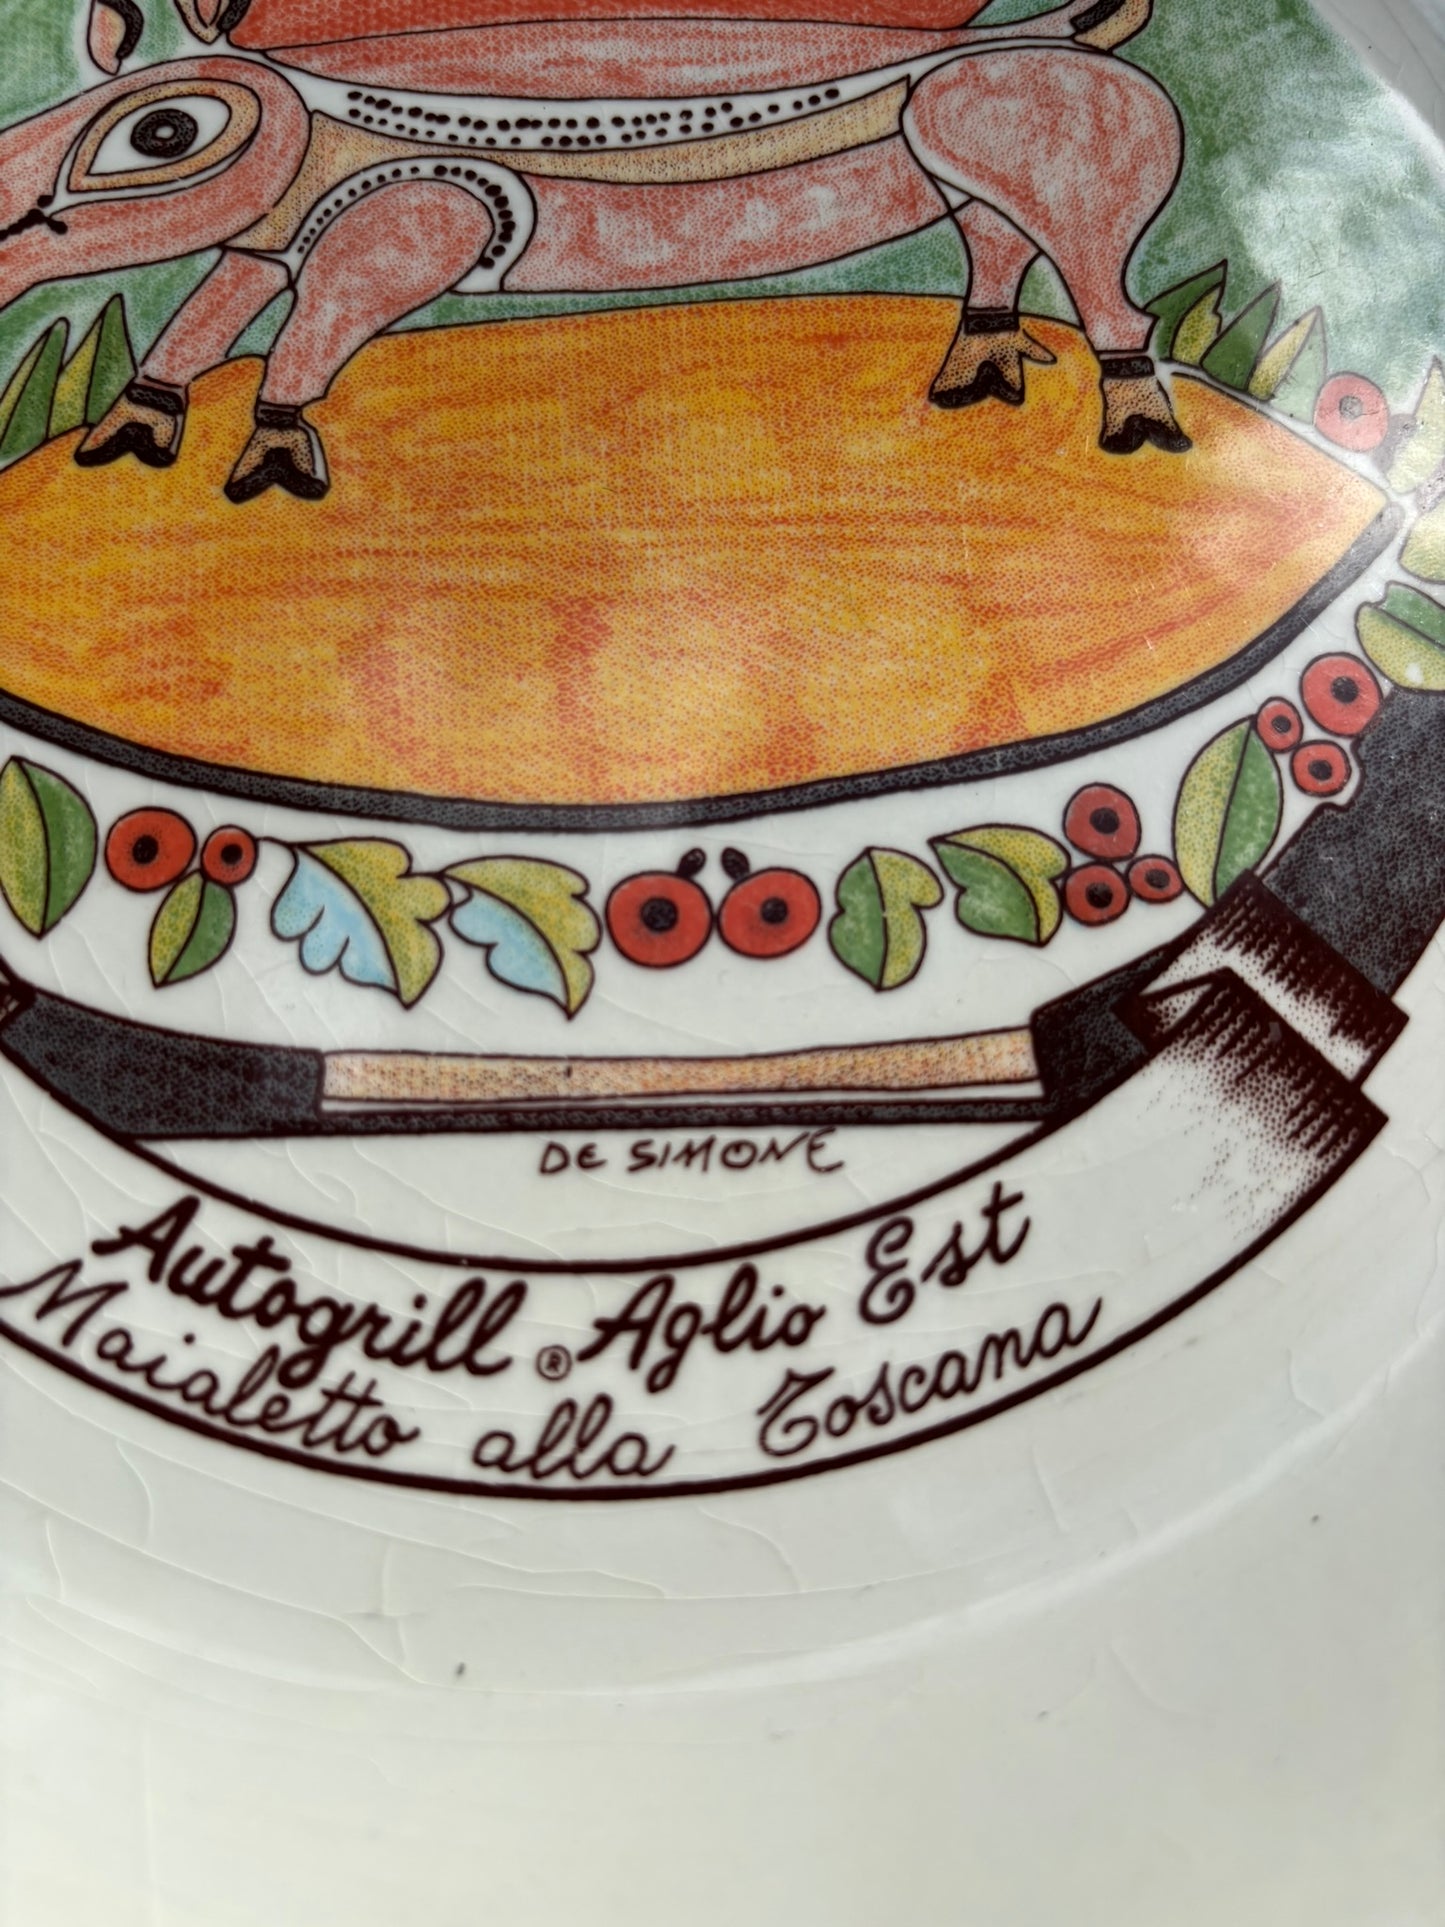 DE SIMONE
Autogrill ® Aglio Est
Maialetto alla Toscana